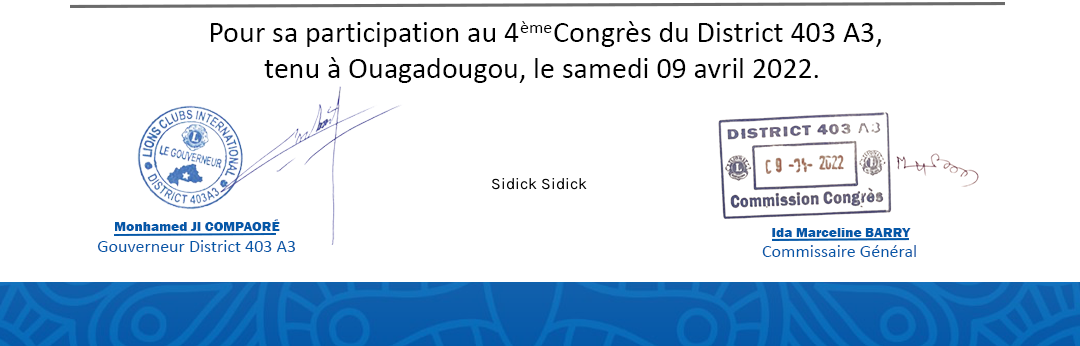 Pour sa participation au 4ème Congrès du District 403 A3,
tenu à Ouagadougou, le samedi 09 avril 2022.
LIONS CLUBS INTERNATIONAL
L
LE GOUVERNEUR
DISTRICT 403A3
Monhamed JI COMPAORÉ
Gouverneur District 403 A3
Sidick Sidick
DISTRICT 403 A3
09-04-2022
Commission Congrès
Ida Marceline BARRY
Commissaire Général